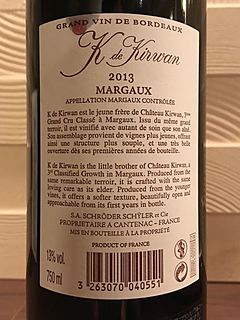 GRAND VIN DE BORDEAUX
K de Kirwan
2013
MARGAUX
APPELLATION MARGAUX CONTRÔLÉE
K de Kirwan est le jeune frère de Château Kirwan, 3ème
Grand Cru Classé à Margaux. Issu du même grand
terroir, il est vinifié avec autant de soin que son aîné.
Son assemblage provient de vignes plus jeunes, offrant
ainsi une structure plus souple, et une très belle
ouverture dès ses premières années de bouteille.
K de Kirwan is the little brother of Château Kirwan, a
3rd Classified Growth in Margaux. Produced from the
same remarkable terroir, it is crafted with the same
loving care as its elder. Produced from the younger
vines, it offers a softer texture, beautifully open and
approachable from its first years in bottle.
S.A. SCHRÖDER SCHŸLER et Cie
PROPRIETAIRE A CANTENAC - FRANCE
MIS EN BOUTEILLE À LA PROPRIÉTÉ
PRODUCT OF FRANCE
13% vol.
750 ml
3 263070 040551